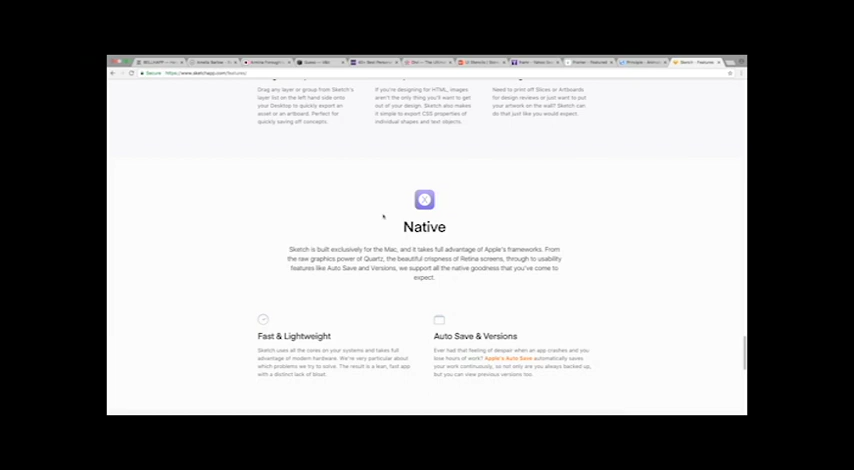 Secure https://www.sketchapp.com/features/
Sketch - Features
Drag any layer or group from Sketch's
layer list on the left hand side onto
your Desktop to quickly export an
asset or an artboard. Perfect for
quickly saving off concepts.
If you're designing for HTML, images
aren't the only thing you'll want to get
out of your design. Sketch also makes
it simple to export CSS properties of
individual shapes and text objects.
Need to print off Slices or Artboards
for design reviews or just want to put
your artwork on the wall? Sketch can
do that just like you would expect.
Native
Sketch is built exclusively for the Mac, and it takes full advantage of Apple's frameworks. From
the raw graphics power of Quartz, the beautiful crispness of Retina screens, through to usability
features like Auto Save and Versions, we support all the native goodness that you've come to
expect.
Fast & Lightweight
Sketch uses all the cores on your systems and takes full
advantage of modern hardware. We're very particular about
which problems we try to solve. The result is a lean, fast app
with a distinct lack of bloat.
Auto Save & Versions
Ever had that feeling of despair when an app crashes and you
lose hours of work? Apple's Auto Save automatically saves
your work continuously, so not only are you always backed up,
but you can view previous versions too.